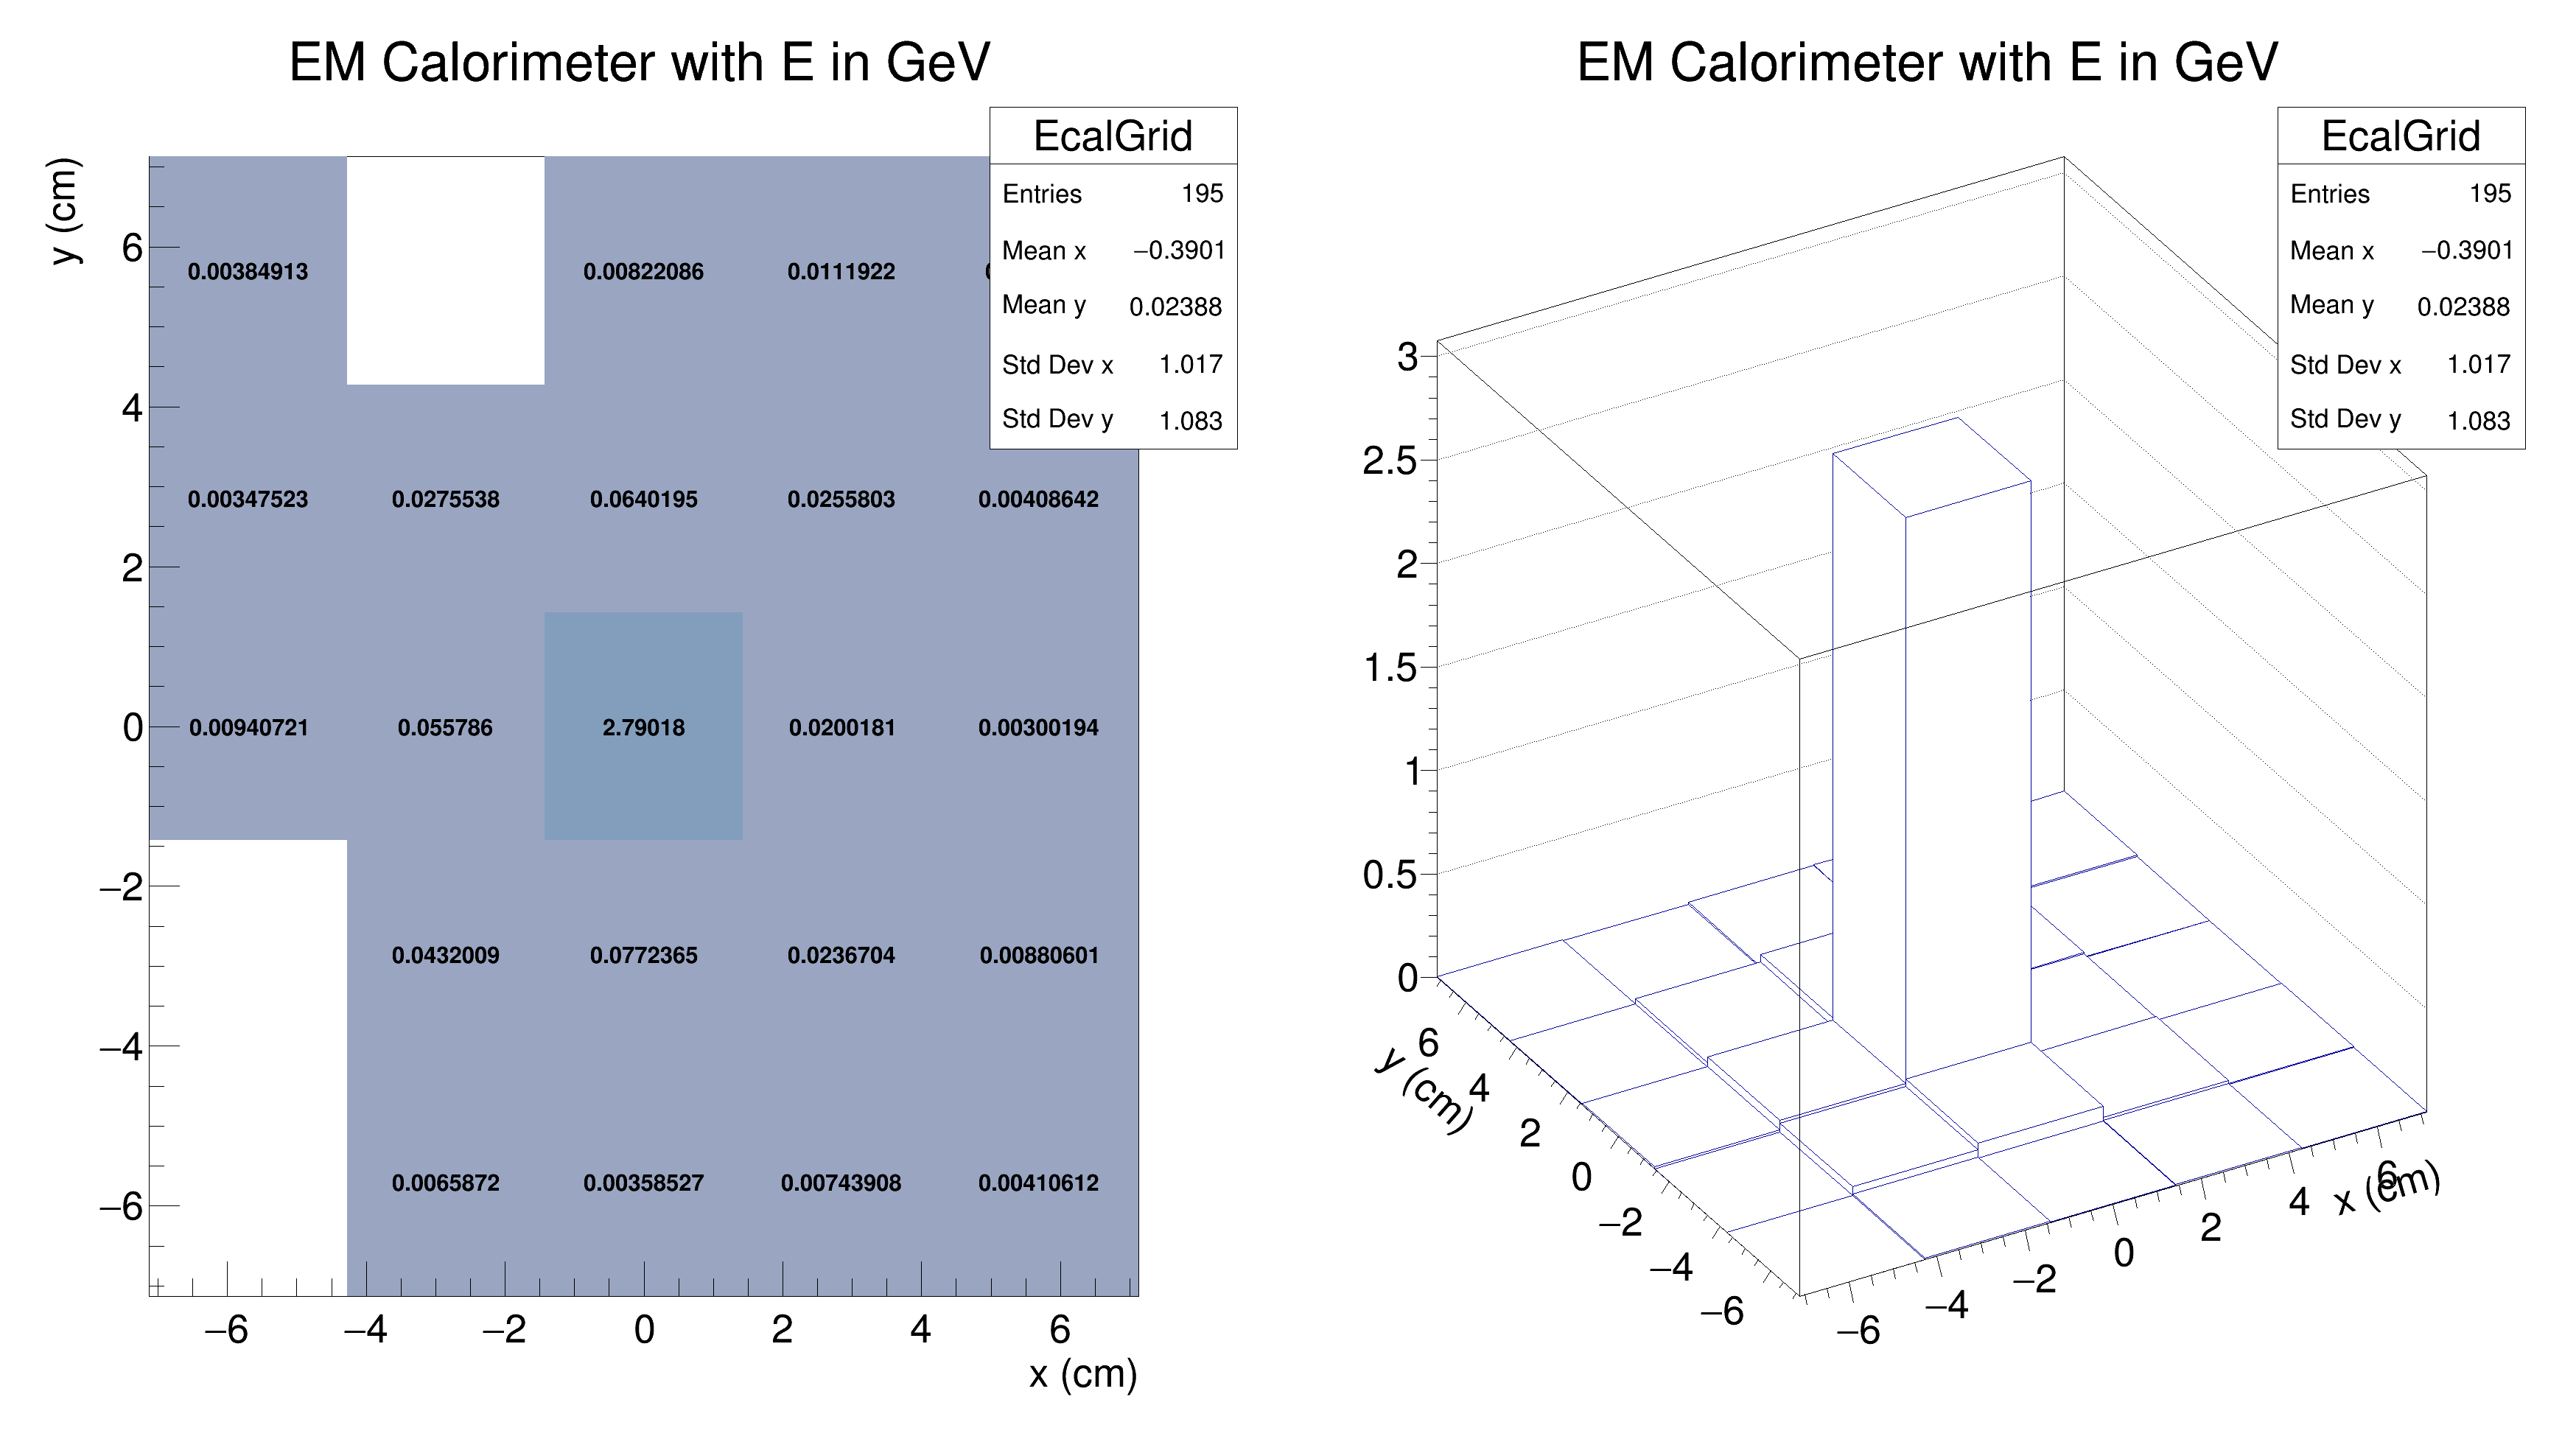 EM Calorimeter with E in GeV
EcalGrid
Entries 195
Mean x −0.3901
Mean y 0.02388
Std Dev x 1.017
Std Dev y 1.083
y (cm)
6
4
2
0
−2
−4
−6
0.00384913 0.00822086 0.0111922
0.00347523 0.0275538 0.0640195 0.0255803 0.00408642
0.00940721 0.055786 2.79018 0.0200181 0.00300194
0.0432009 0.0772365 0.0236704 0.00880601
0.0065872 0.00358527 0.00743908 0.00410612
−6 −4 −2 0 2 4 6
x (cm)
EM Calorimeter with E in GeV
EcalGrid
Entries 195
Mean x −0.3901
Mean y 0.02388
Std Dev x 1.017
Std Dev y 1.083
3
2.5
2
1.5
1
0.5
0
6
4
2
0
−2
−4
−6
y (cm)
−6
−4
−2
0
2
4
6
x (cm)